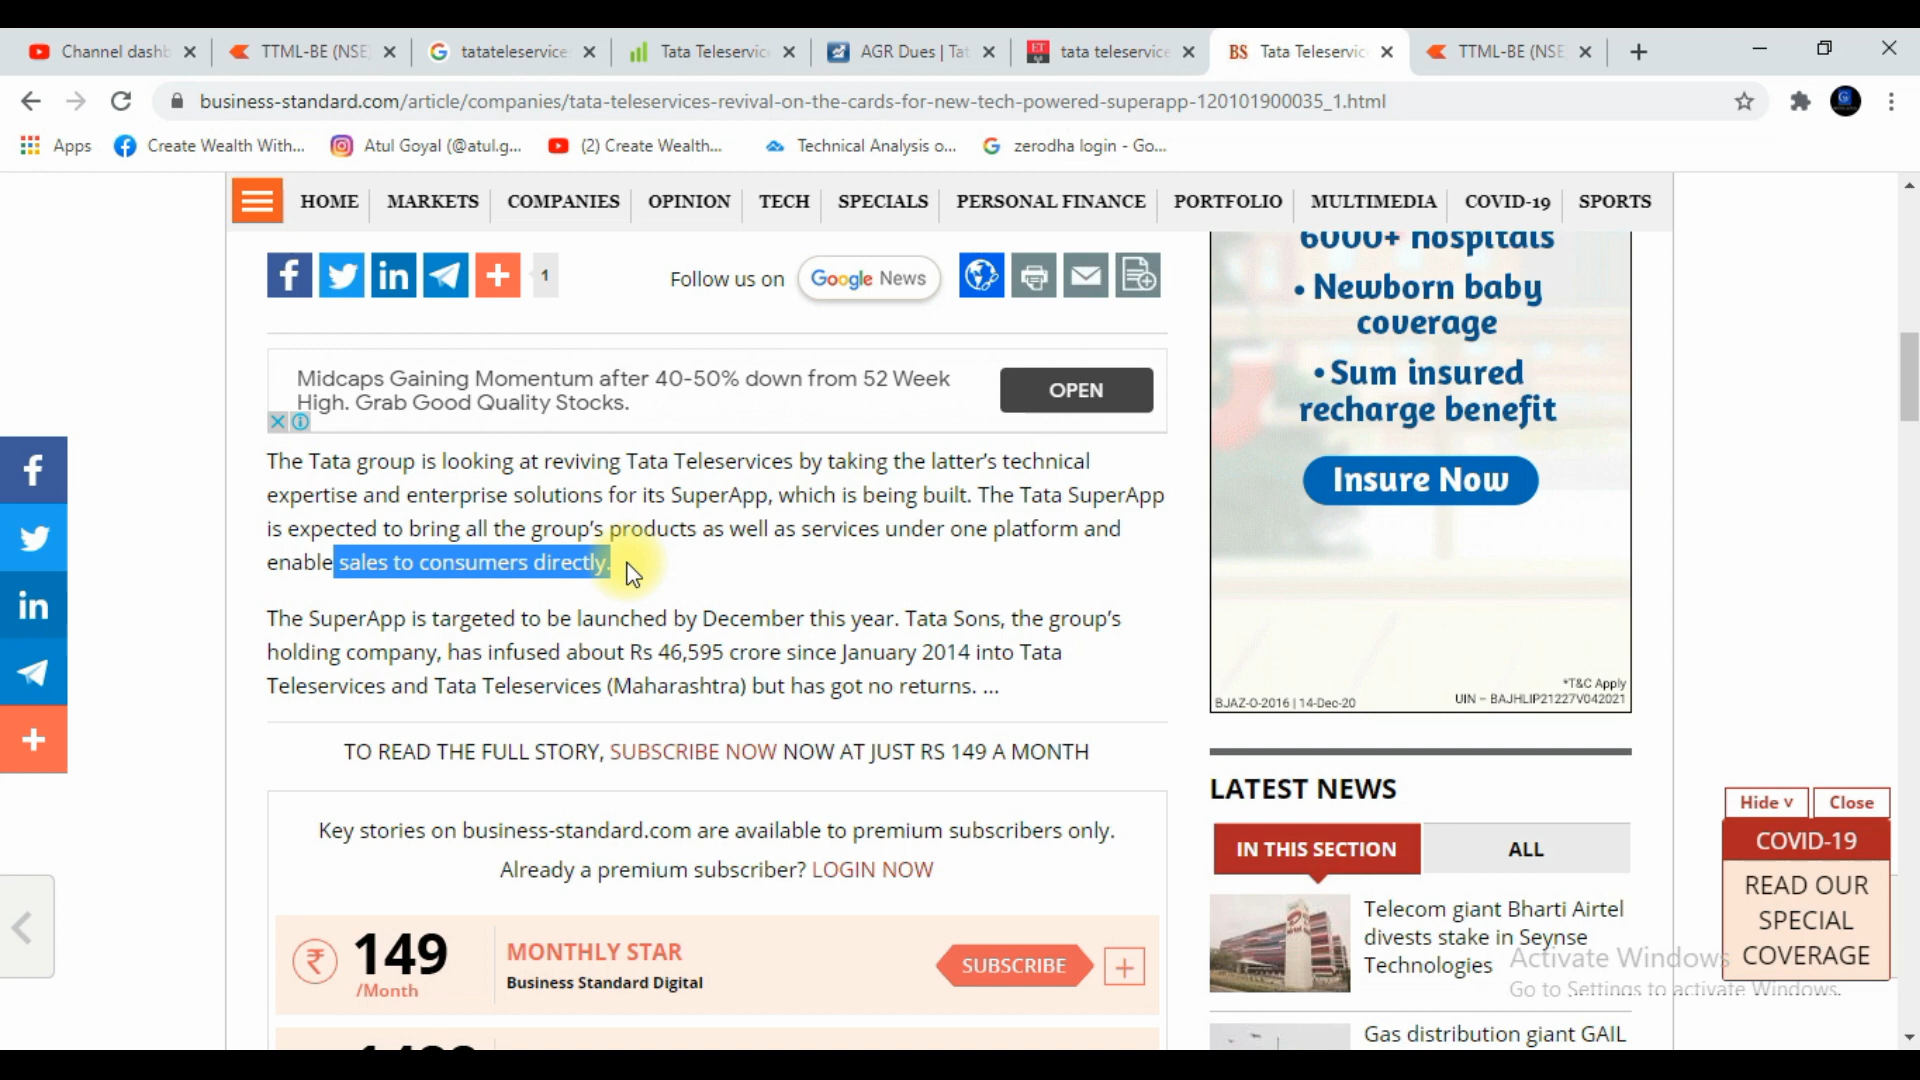 Channel dashb
TTML-BE (NSE
tatateleservice
Tata Teleservic
AGR Dues | Tat
tata teleservice
BS Tata Teleservic
TTML-BE (NSE
business-standard.com/article/companies/tata-teleservices-revival-on-the-cards-for-new-tech-powered-superapp-120101900035_1.html
Apps
Create Wealth With...
Atul Goyal (@atul.g...
(2) Create Wealth...
Technical Analysis o...
zerodha login - Go...
HOME
MARKETS
COMPANIES
OPINION
TECH
SPECIALS
PERSONAL FINANCE
PORTFOLIO
MULTIMEDIA
COVID-19
SPORTS
1
Follow us on
Google News
6000+ hospitals
• Newborn baby
coverage
• Sum insured
recharge benefit
Insure Now
*T&C Apply
BJAZ-O-2016 | 14-Dec-20
UIN – BAJHLIP21227V042021
Midcaps Gaining Momentum after 40-50% down from 52 Week
High. Grab Good Quality Stocks.
OPEN
The Tata group is looking at reviving Tata Teleservices by taking the latter's technical
expertise and enterprise solutions for its SuperApp, which is being built. The Tata SuperApp
is expected to bring all the group's products as well as services under one platform and
enable sales to consumers directly.
The SuperApp is targeted to be launched by December this year. Tata Sons, the group's
holding company, has infused about Rs 46,595 crore since January 2014 into Tata
Teleservices and Tata Teleservices (Maharashtra) but has got no returns. ...
TO READ THE FULL STORY, SUBSCRIBE NOW NOW AT JUST RS 149 A MONTH
Key stories on business-standard.com are available to premium subscribers only.
Already a premium subscriber? LOGIN NOW
₹ 149
/Month
MONTHLY STAR
Business Standard Digital
SUBSCRIBE
LATEST NEWS
IN THIS SECTION
ALL
Telecom giant Bharti Airtel
divests stake in Seynse
Technologies
Gas distribution giant GAIL
Hide v
Close
COVID-19
READ OUR
SPECIAL
COVERAGE
Activate Windows
Go to Settings to activate Windows.